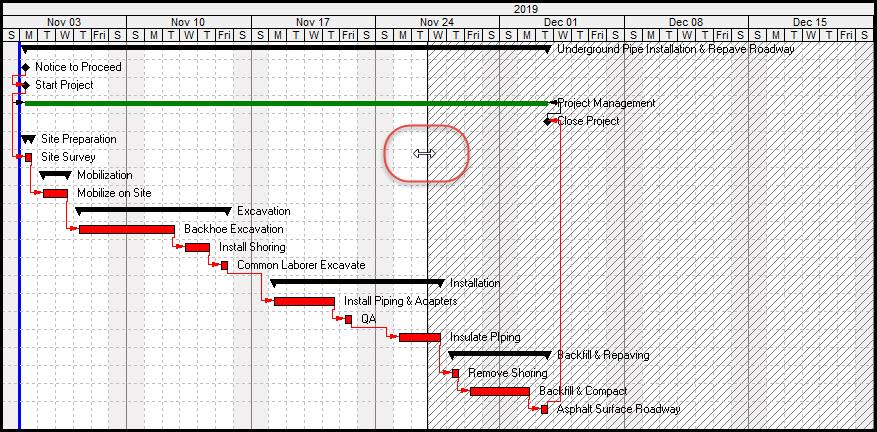 2019
Nov 03 Nov 10 Nov 17 Nov 24 Dec 01 Dec 08 Dec 15
S M T W T Fri S S M T W T Fri S S M T W T Fri S S M T W T Fri S S M T W T Fri S S M T W T Fri S S M T W T Fri S
Underground Pipe Installation & Repave Roadway
Notice to Proceed
Start Project
Project Management
Close Project
Site Preparation
Site Survey
Mobilization
Mobilize on Site
Excavation
Backhoe Excavation
Install Shoring
Common Laborer Excavate
Installation
Install Piping & Adapters
QA
Insulate PIping
Backfill & Repaving
Remove Shoring
Backfill & Compact
Asphalt Surface Roadway